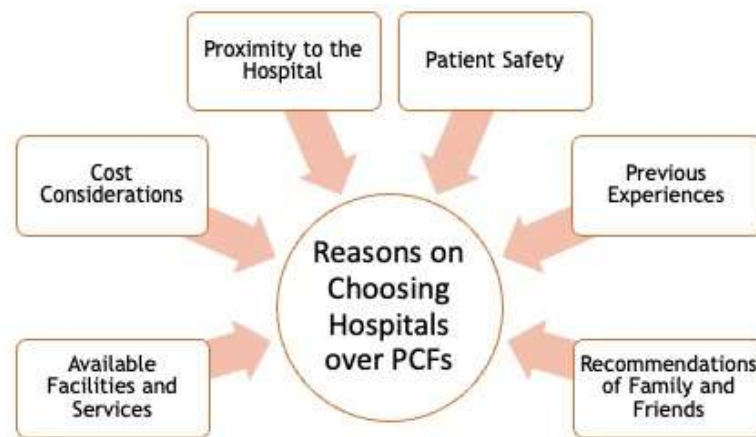 Proximity to the
Hospital
Patient Safety
Cost
Considerations
Previous
Experiences
Reasons on
Choosing
Hospitals
over PCFs
Available
Facilities and
Services
Recommendations
of Family and
Friends